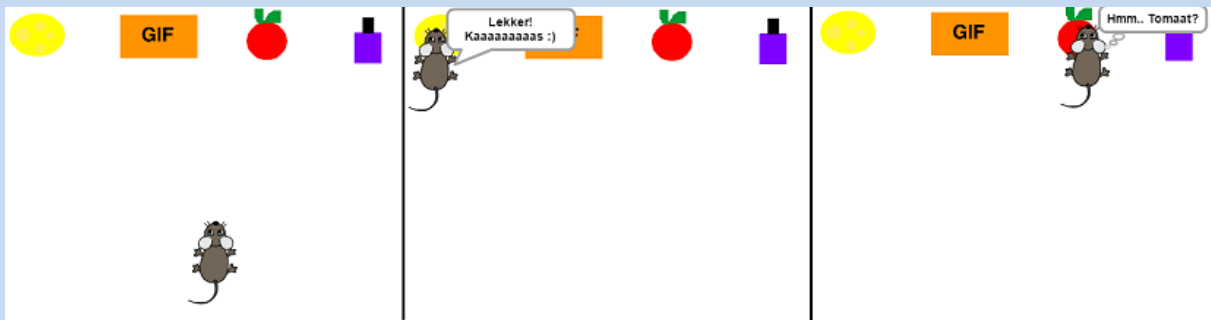 GIF
Lekker!
Kaaaaaaaaas :)
F
GIF
Hmm.. Tomaat?